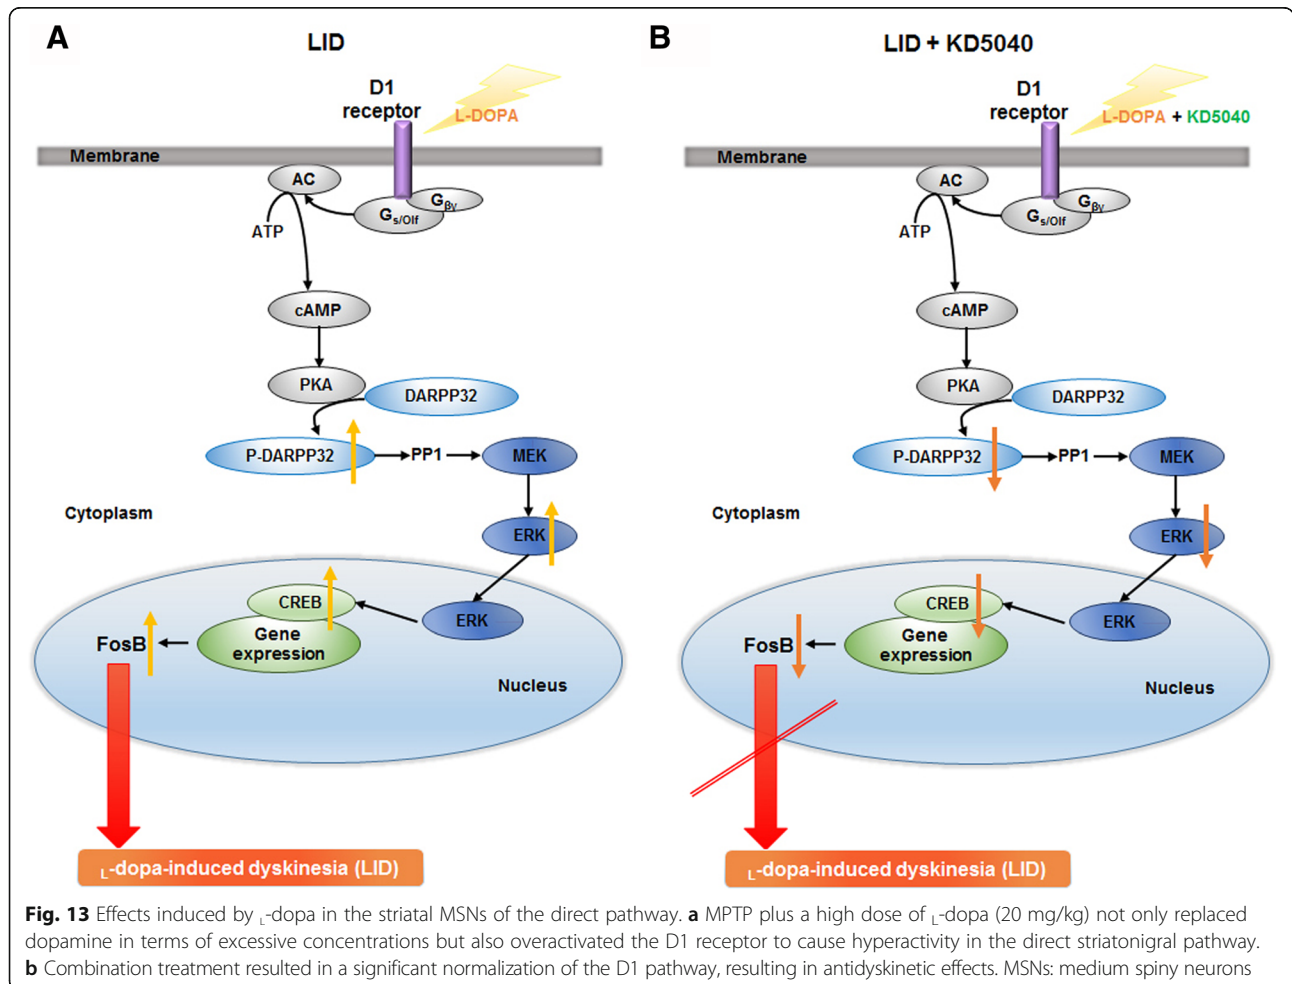 A
LID
D1
receptor
L-DOPA
Membrane
AC
Gβγ
Gs/Olf
ATP
cAMP
PKA
DARPP32
P-DARPP32
PP1
MEK
Cytoplasm
ERK
CREB
ERK
Gene
expression
FosB
Nucleus
L-dopa-induced dyskinesia (LID)
B
LID + KD5040
D1
receptor
L-DOPA + KD5040
Membrane
AC
Gβγ
Gs/Olf
ATP
cAMP
PKA
DARPP32
P-DARPP32
PP1
MEK
Cytoplasm
ERK
CREB
ERK
Gene
expression
FosB
Nucleus
L-dopa-induced dyskinesia (LID)
Fig. 13 Effects induced by L-dopa in the striatal MSNs of the direct pathway. a MPTP plus a high dose of L-dopa (20 mg/kg) not only replaced
dopamine in terms of excessive concentrations but also overactivated the D1 receptor to cause hyperactivity in the direct striatonigral pathway.
b Combination treatment resulted in a significant normalization of the D1 pathway, resulting in antidyskinetic effects. MSNs: medium spiny neurons